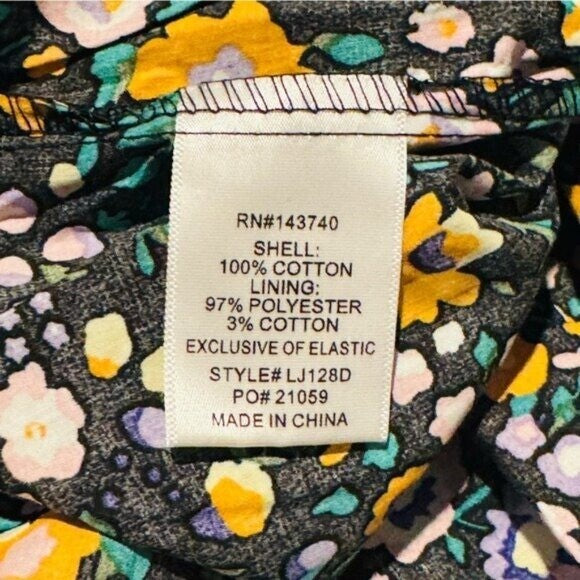 RN#143740
SHELL:
100% COTTON
LINING:
97% POLYESTER
3% COTTON
EXCLUSIVE OF ELASTIC
STYLE# LJ128D
PO# 21059
MADE IN CHINA